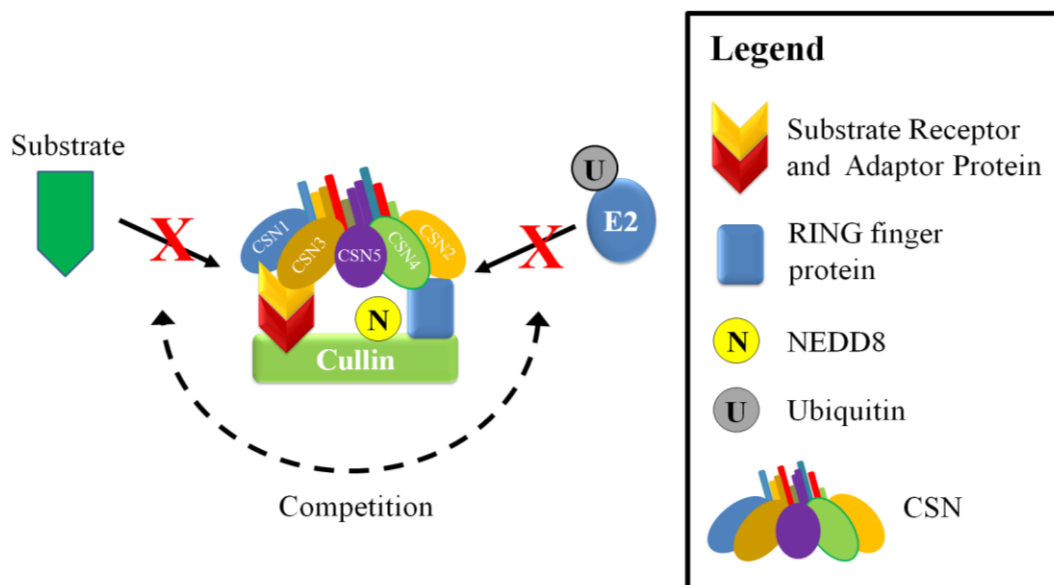 Substrate
U
E2
X
X
CSN1
CSN3
CSN5
CSN4
CSN2
N
Cullin
Competition
Legend
Substrate Receptor
and Adaptor Protein
RING finger
protein
N
NEDD8
U
Ubiquitin
CSN